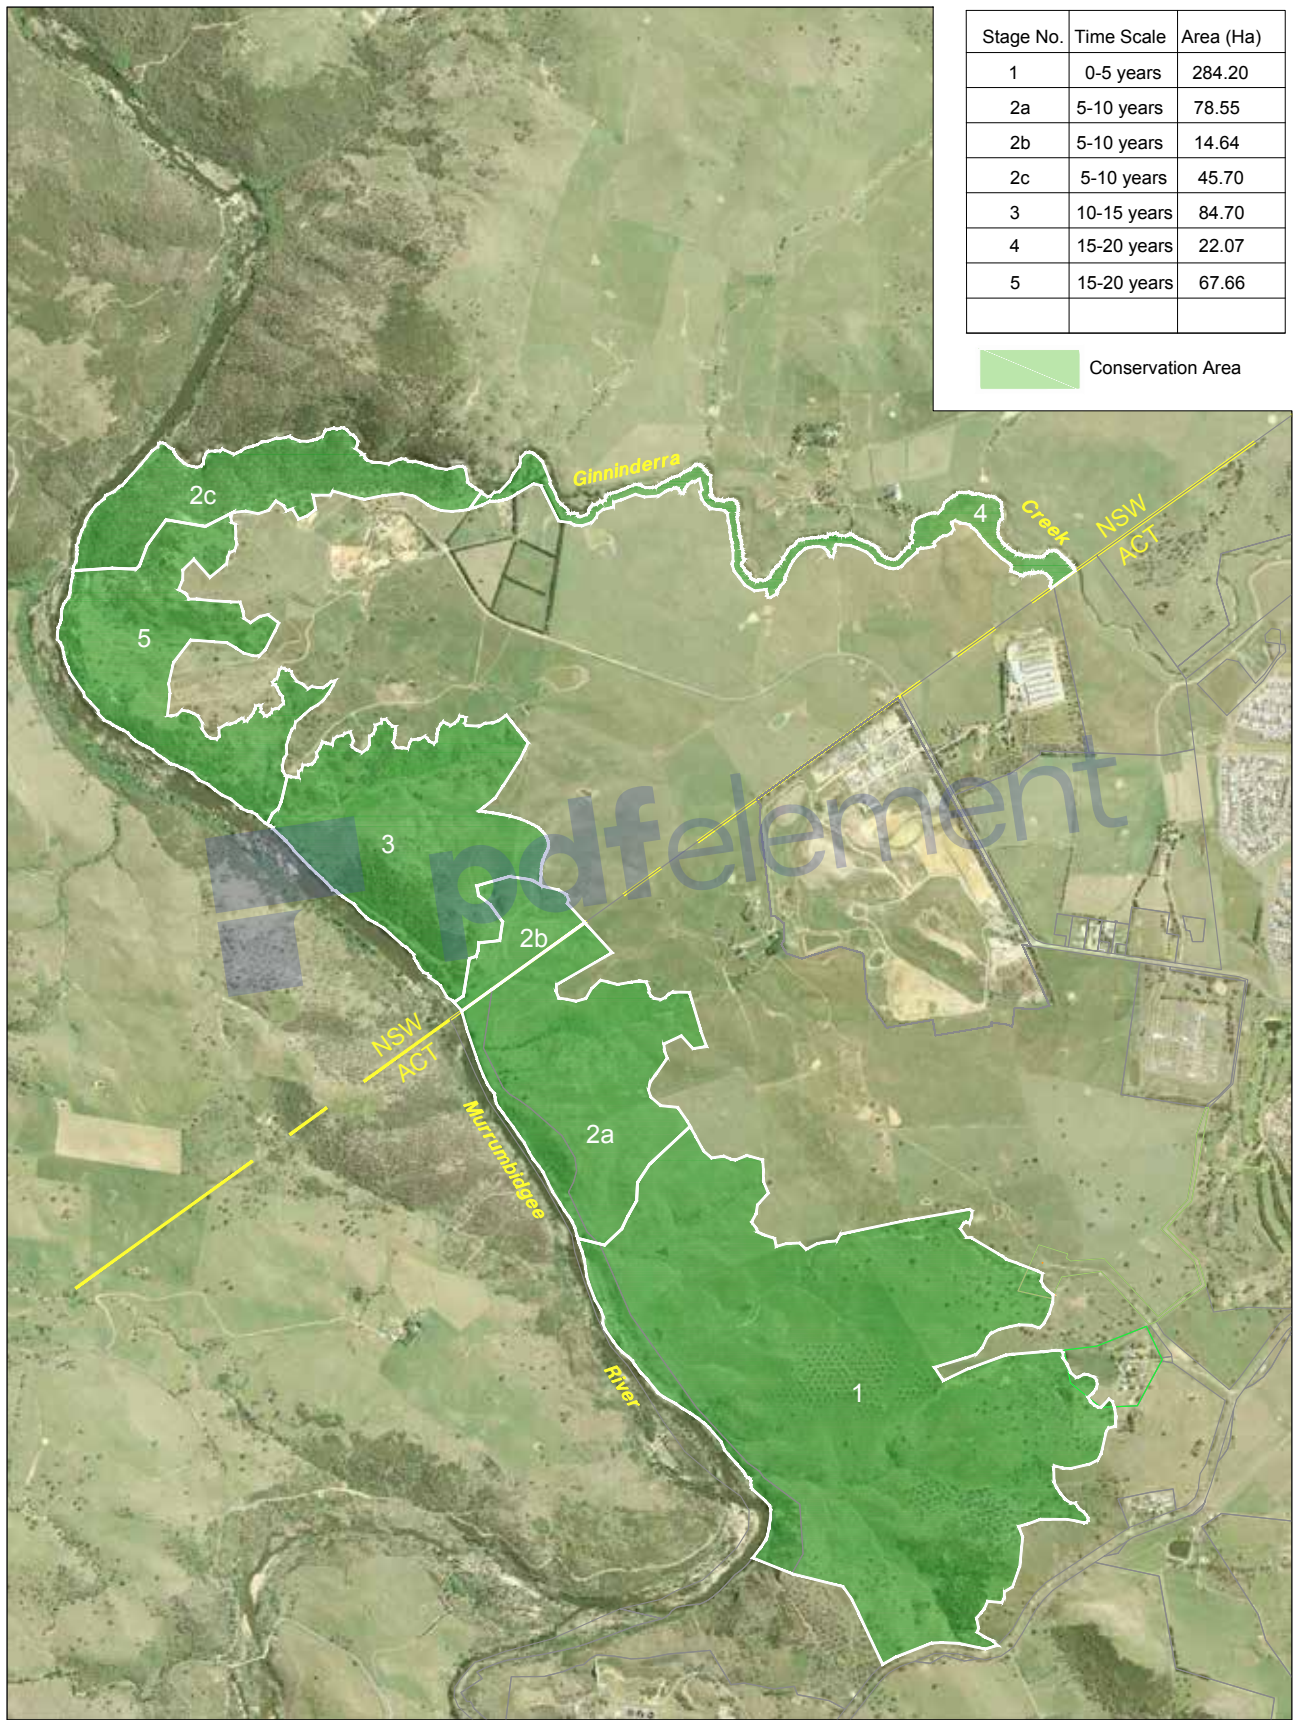 Stage No. Time Scale Area (Ha)
1 0-5 years 284.20
2a 5-10 years 78.55
2b 5-10 years 14.64
2c 5-10 years 45.70
3 10-15 years 84.70
4 15-20 years 22.07
5 15-20 years 67.66
Conservation Area
Ginninderra
2c
4
Creek
NSW
ACT
5
3
pdfelement
2b
NSW
ACT
Murrumbidgee
2a
River
1